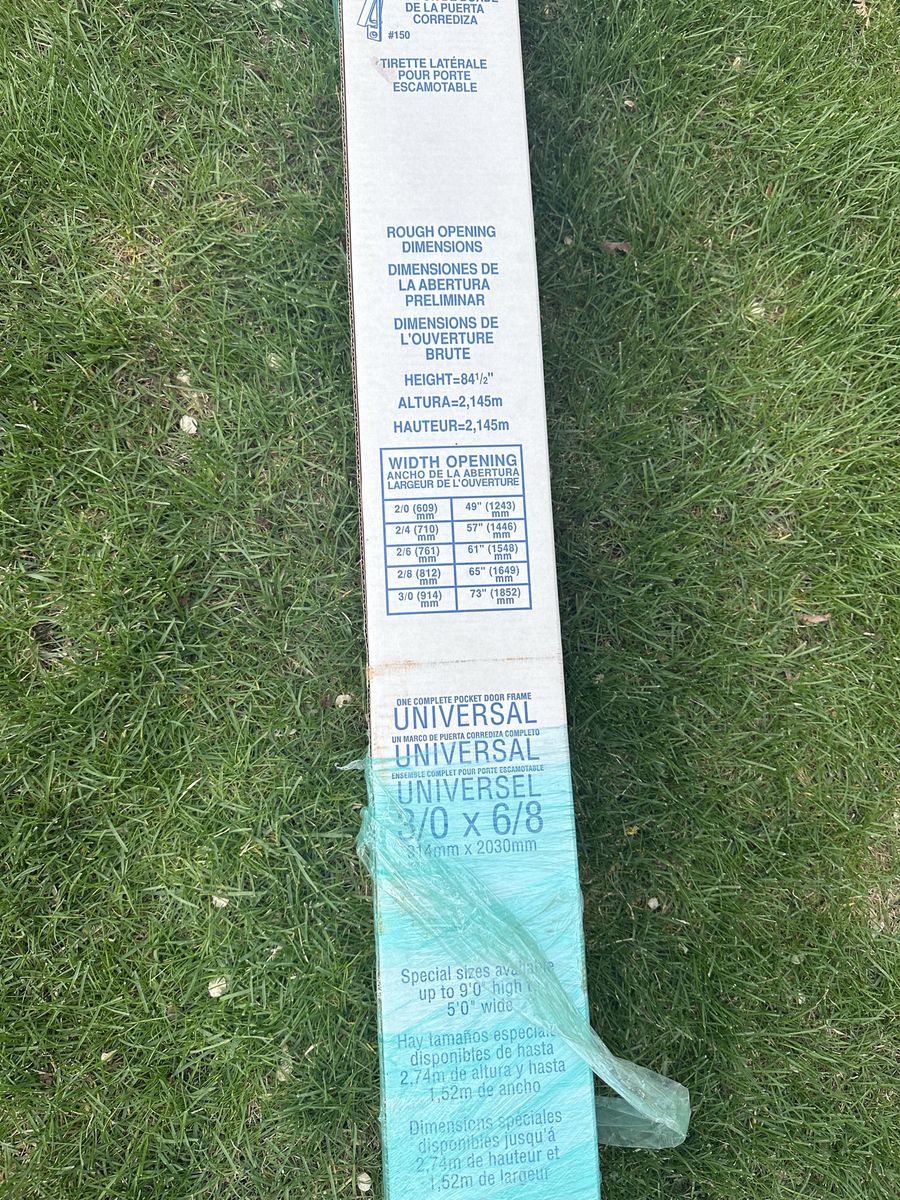 DE LA PUERTA
CORREDIZA
#150
TIRETTE LATÉRALE
POUR PORTE
ESCAMOTABLE
ROUGH OPENING
DIMENSIONS
DIMENSIONES DE
LA ABERTURA
PRELIMINAR
DIMENSIONS DE
L'OUVERTURE
BRUTE
HEIGHT=84 1/2"
ALTURA=2,145m
HAUTEUR=2,145m
WIDTH OPENING
ANCHO DE LA ABERTURA
LARGEUR DE L'OUVERTURE
2/0 (609) mm 49" (1243) mm
2/4 (710) mm 57" (1446) mm
2/6 (761) mm 61" (1548) mm
2/8 (812) mm 65" (1649) mm
3/0 (914) mm 73" (1852) mm
ONE COMPLETE POCKET DOOR FRAME
UNIVERSAL
UN MARCO DE PUERTA CORREDIZA COMPLETO
UNIVERSAL
ENSEMBLE COMPLET POUR PORTE ESCAMOTABLE
UNIVERSEL
3/0 x 6/8
914mm x 2030mm
Special sizes available
up to 9'0" high
5'0" wide
Hay tamaños especiales
disponibles de hasta
2,74m de altura y hasta
1,52m de ancho
Dimensions spéciales
disponibles jusqu'á
2,74m de hauteur et
1,52m de largeur